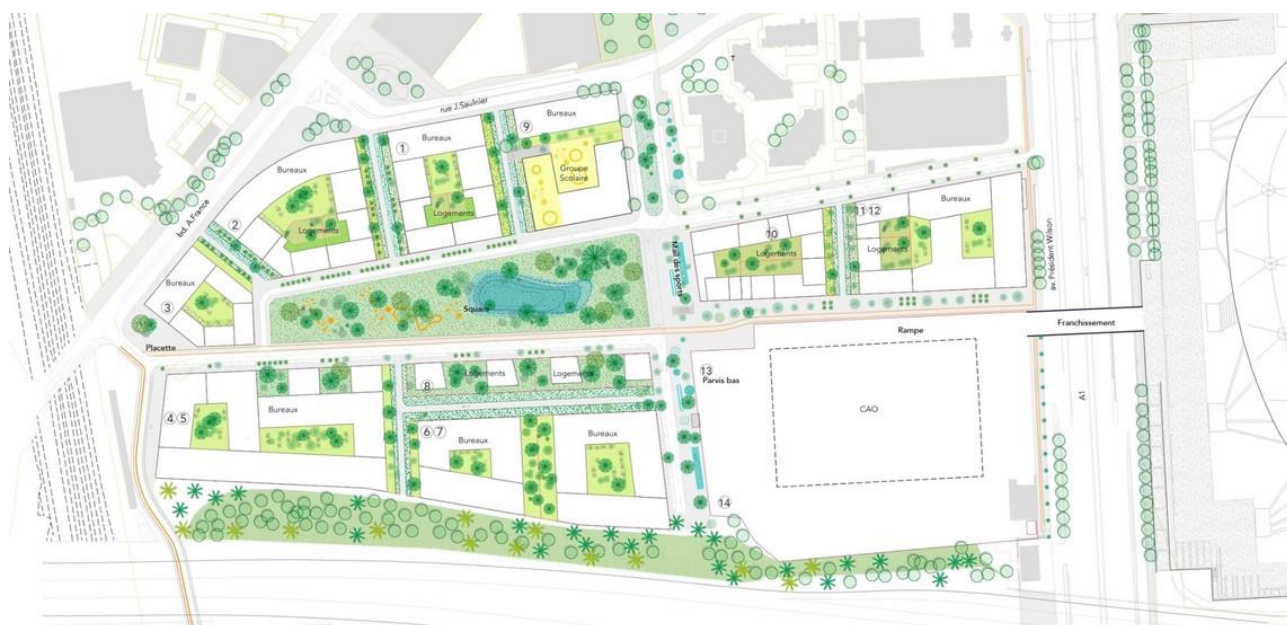 T
rue J.Saulnier
Bureaux
9
Bureaux
1
Bureaux
Groupe
Scolaire
bd. A.France
2
Logements
Logements
Bureaux
11 12
10
Logements
Logements
Mail des sports
av. Président Wilson
Bureaux
3
Square
Placette
Rampe
Franchissement
13
Parvis bas
Logements
Logements
8
A1
CAO
Bureaux
4 5
6 7
Bureaux
Bureaux
14